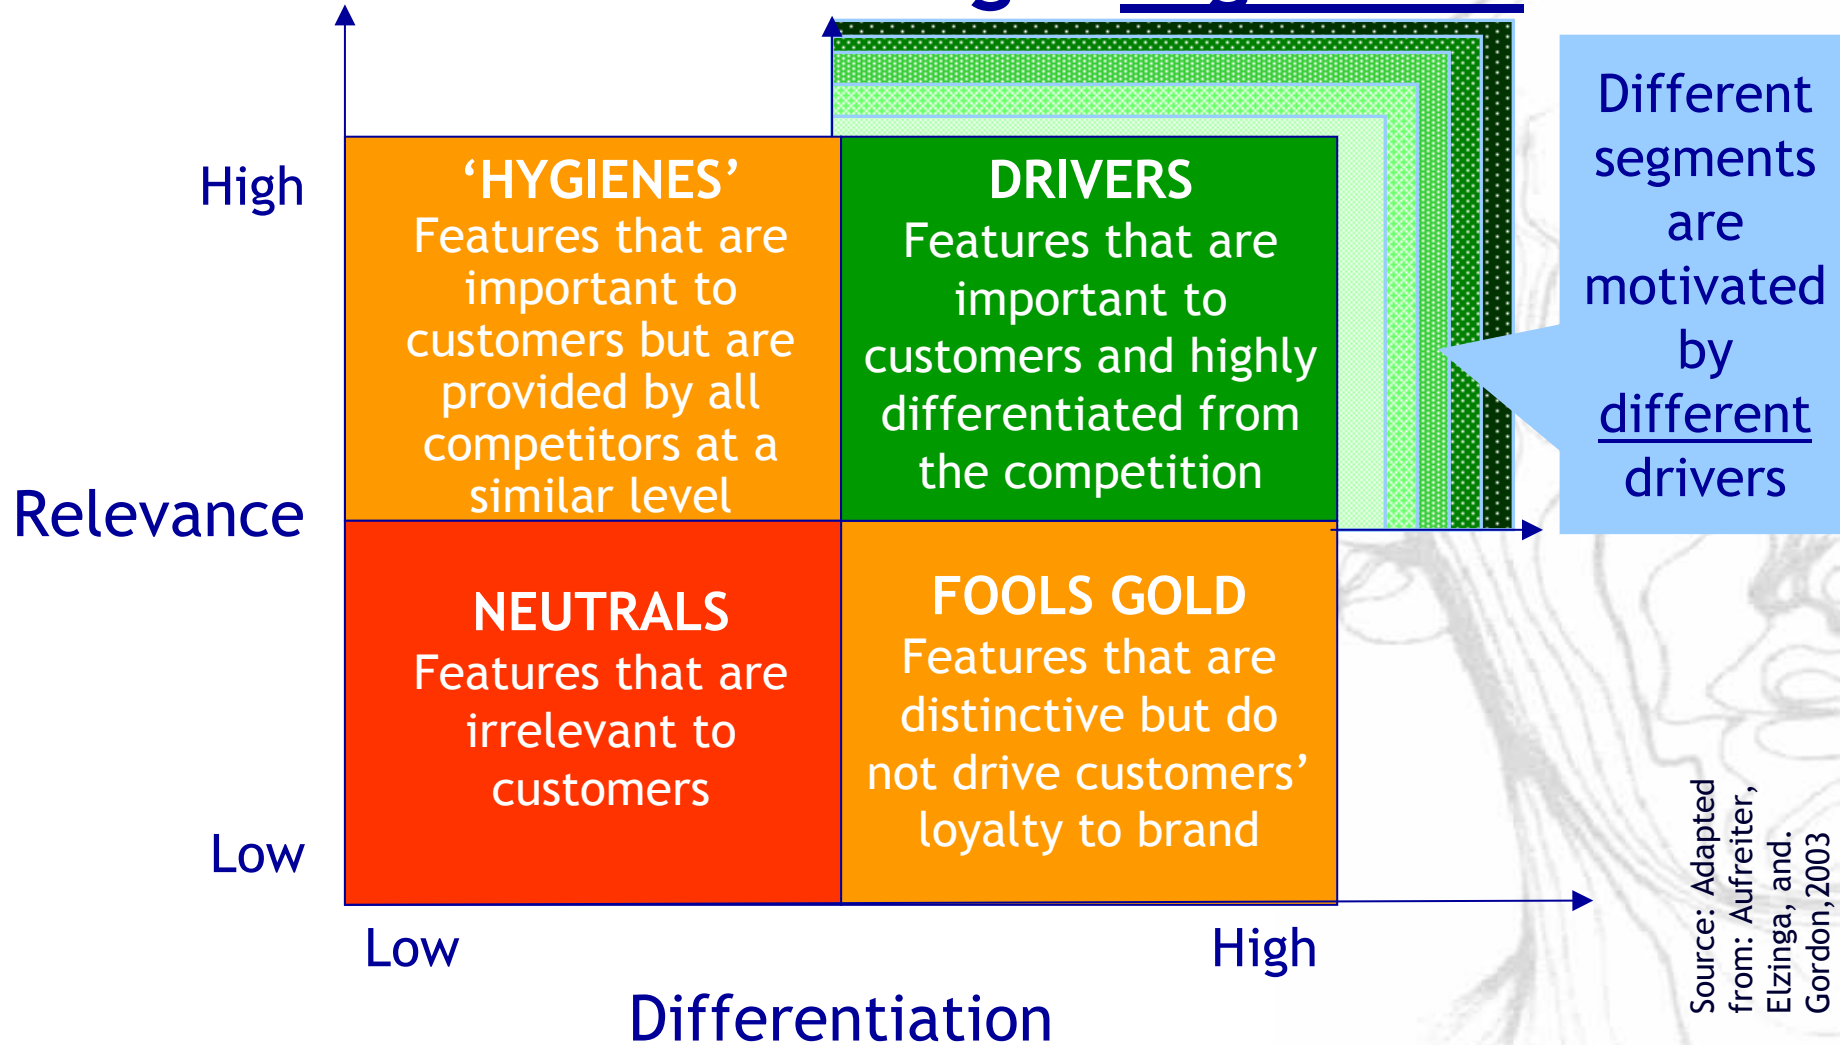 High
Relevance
Low
‘HYGIENES’
Features that are
important to
customers but are
provided by all
competitors at a
similar level
DRIVERS
Features that are
important to
customers and highly
differentiated from
the competition
NEUTRALS
Features that are
irrelevant to
customers
FOOLS GOLD
Features that are
distinctive but do
not drive customers’
loyalty to brand
Low
High
Differentiation
Different
segments
are
motivated
by
different
drivers
Source: Adapted
from: Aufreiter,
Elzinga, and.
Gordon,2003